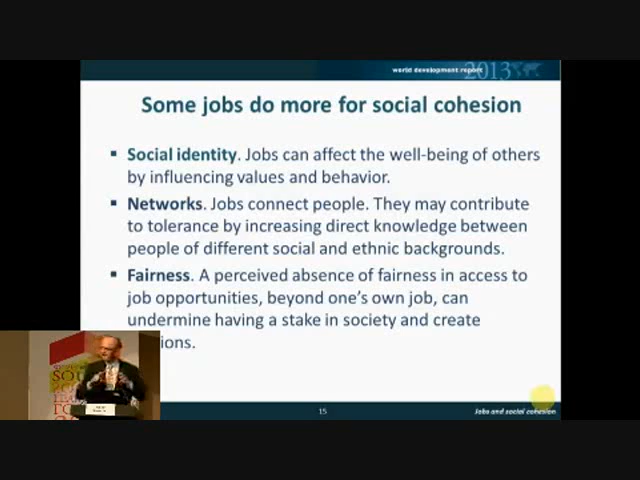 world development report 2013
Some jobs do more for social cohesion
▪ Social identity. Jobs can affect the well-being of others
by influencing values and behavior.
▪ Networks. Jobs connect people. They may contribute
to tolerance by increasing direct knowledge between
people of different social and ethnic backgrounds.
▪ Fairness. A perceived absence of fairness in access to
job opportunities, beyond one's own job, can
undermine having a stake in society and create
ions.
15
Jobs and social cohesion